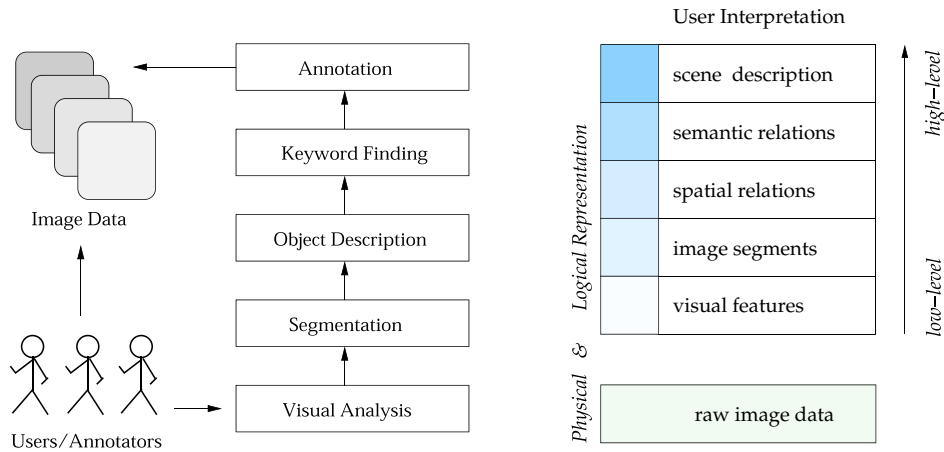 Annotation
Keyword Finding
Object Description
Segmentation
Visual Analysis
Image Data
Users/Annotators
User Interpretation
scene description
semantic relations
spatial relations
image segments
visual features
raw image data
Physical & Logical Representation
high-level
low-level